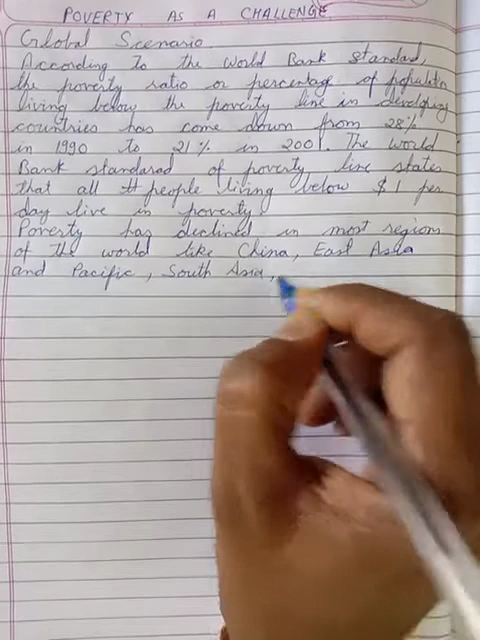 POVERTY AS A CHALLENGE
Global Scenario
According to the World Bank standard,
the poverty ratio or percentage of population
living below the poverty line in developing
countries has come down from 28%
in 1990 to 21% in 2001. The world
Bank standarad of poverty line states
that all people living below $1 per
day live in poverty.
Poverty has declined in most regions
of the world like China, East Asia
and Pacific, South Asia,